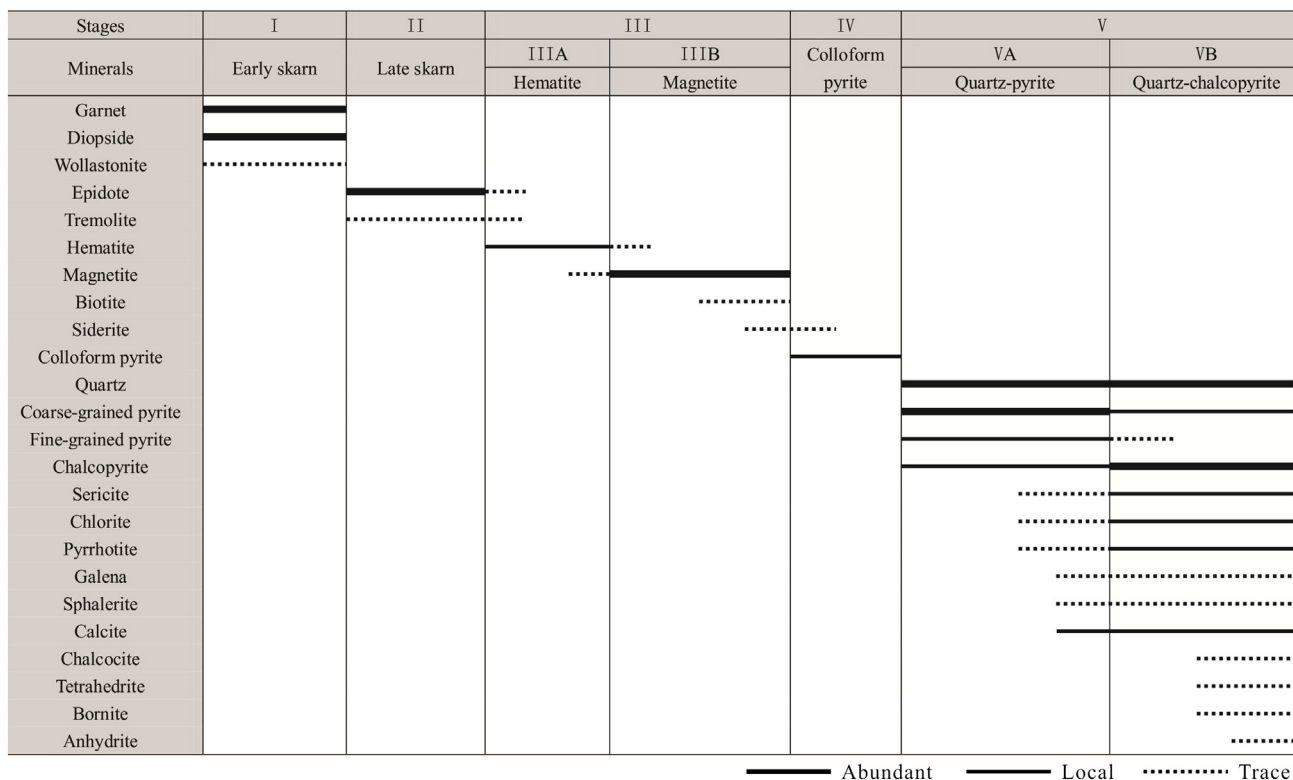 Stages I II III IV V
Minerals Early skarn Late skarn IIIA IIIB Colloform pyrite VA VB
Hematite Magnetite Quartz-pyrite Quartz-chalcopyrite
Garnet
Diopside
Wollastonite
Epidote
Tremolite
Hematite
Magnetite
Biotite
Siderite
Colloform pyrite
Quartz
Coarse-grained pyrite
Fine-grained pyrite
Chalcopyrite
Sericite
Chlorite
Pyrrhotite
Galena
Sphalerite
Calcite
Chalcocite
Tetrahedrite
Bornite
Anhydrite
Abundant Local Trace